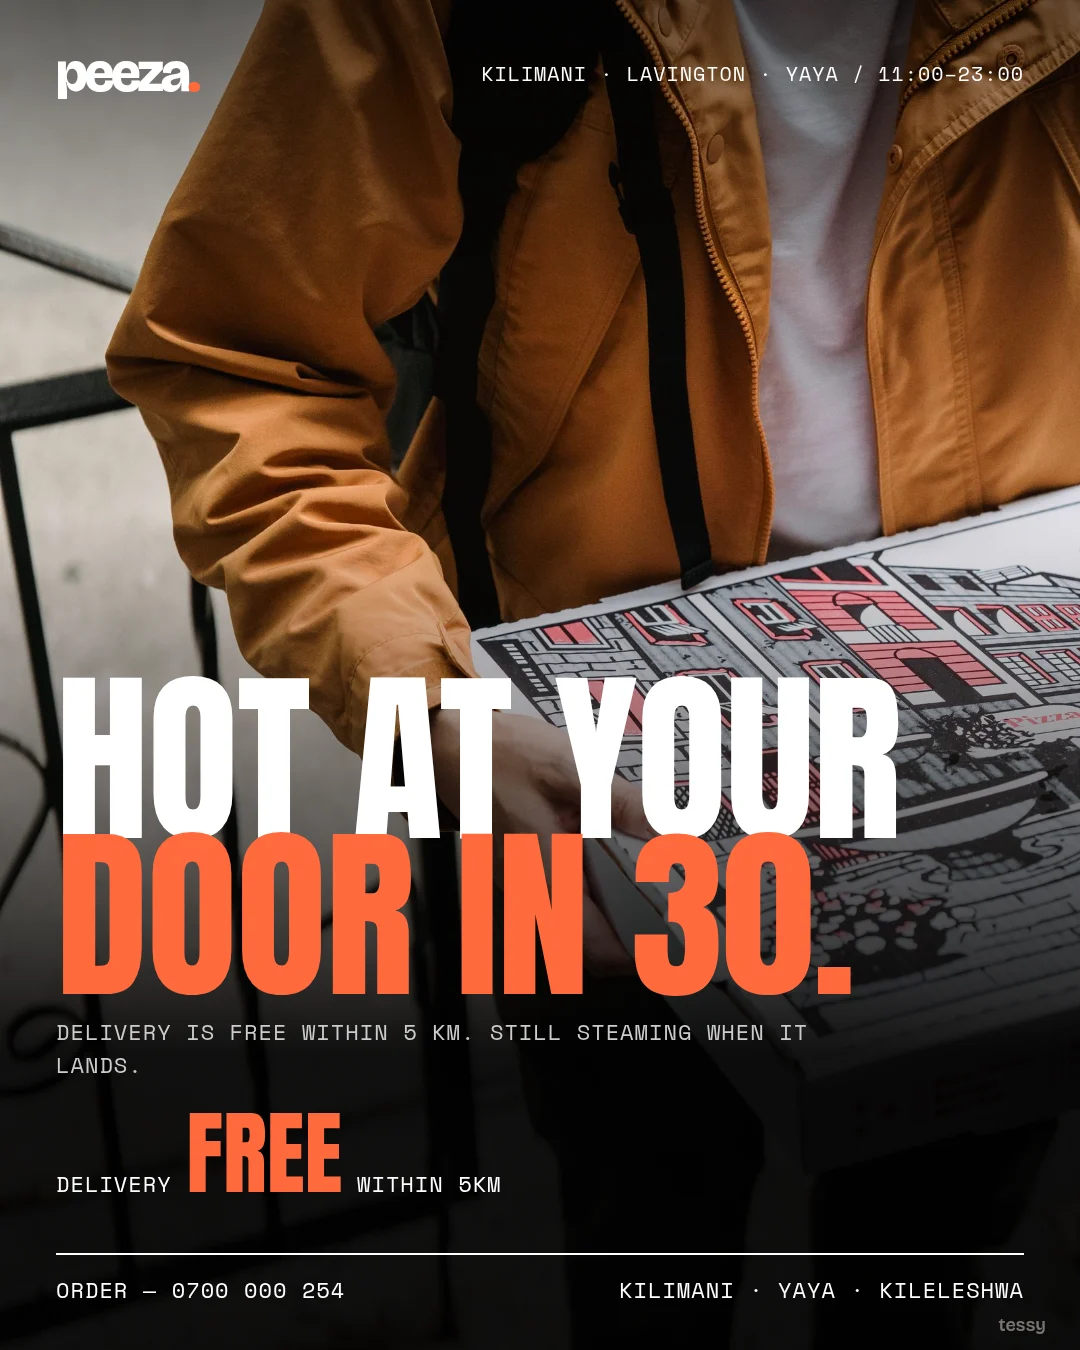 peeza.
KILIMANI · LAVINGTON · YAYA / 11:00–23:00
Pizza
HOT AT YOUR
DOOR IN 30.
DELIVERY IS FREE WITHIN 5 KM. STILL STEAMING WHEN IT
LANDS.
DELIVERY FREE WITHIN 5KM
ORDER — 0700 000 254
KILIMANI · YAYA · KILELESHWA
tessy